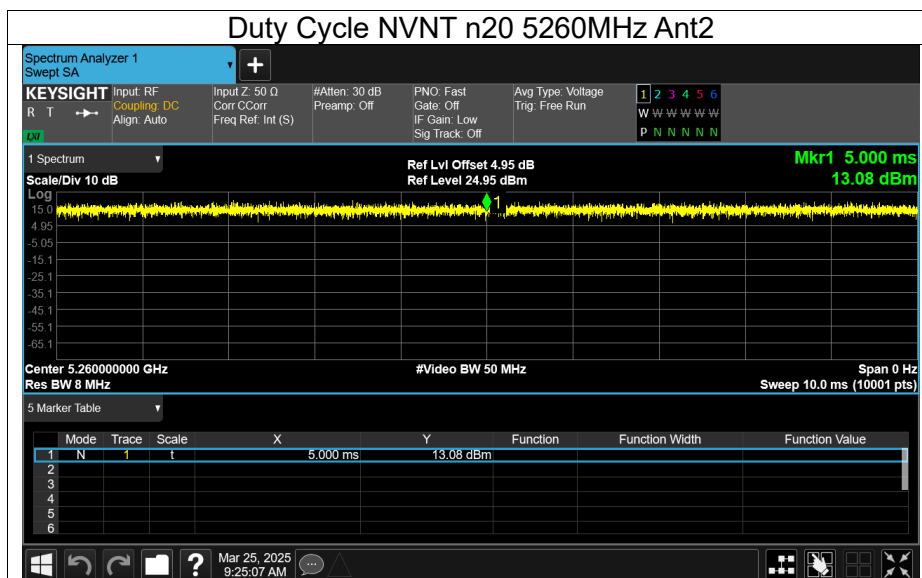 Duty Cycle NVNT n20 5260MHz Ant2
Spectrum Analyzer 1
Swept SA
+
KEYSIGHT
R T
LXI
Input: RF
Coupling: DC
Align: Auto
Input Z: 50 Ω
Corr CCorr
Freq Ref: Int (S)
#Atten: 30 dB
Preamp: Off
PNO: Fast
Gate: Off
IF Gain: Low
Sig Track: Off
Avg Type: Voltage
Trig: Free Run
1 2 3 4 5 6
W W W W W W
P N N N N N
1 Spectrum
Scale/Div 10 dB
Ref Lvl Offset 4.95 dB
Ref Level 24.95 dBm
Mkr1 5.000 ms
13.08 dBm
Log
15.0
4.95
-5.05
-15.1
-25.1
-35.1
-45.1
-55.1
-65.1
1
Center 5.260000000 GHz
Res BW 8 MHz
#Video BW 50 MHz
Span 0 Hz
Sweep 10.0 ms (10001 pts)
5 Marker Table
Mode Trace Scale X Y Function Function Width Function Value
1 N 1 t 5.000 ms 13.08 dBm
2
3
4
5
6
?
Mar 25, 2025
9:25:07 AM